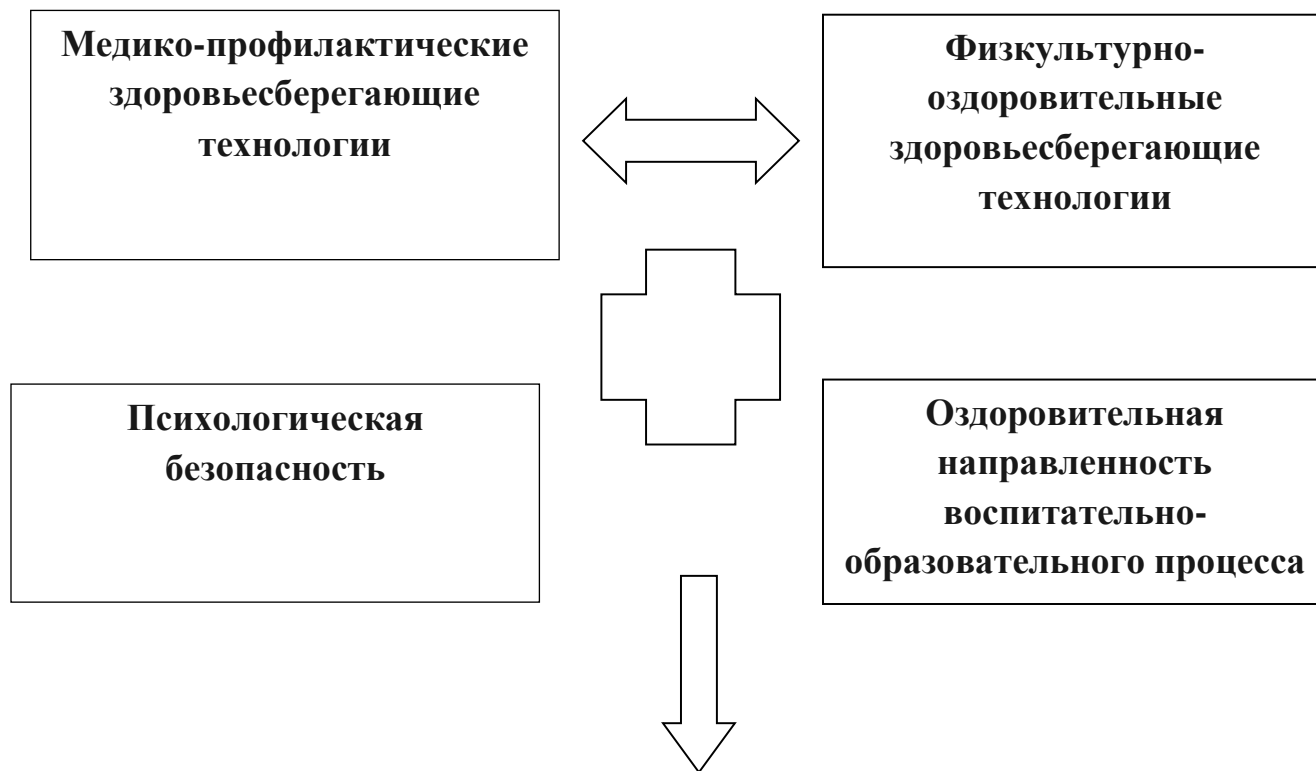 Медико-профилактические
здоровьесберегающие
технологии
Физкультурно-
оздоровительные
здоровьесберегающие
технологии
Психологическая
безопасность
Оздоровительная
направленность
воспитательно-
образовательного процесса